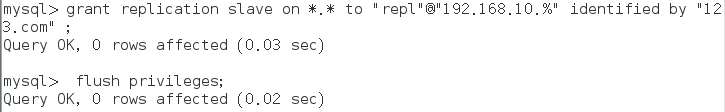 mysql> grant replication slave on *.* to "repl"@"192.168.10.%" identified by "12
3.com" ;
Query OK, 0 rows affected (0.03 sec)
mysql>  flush privileges;
Query OK, 0 rows affected (0.02 sec)